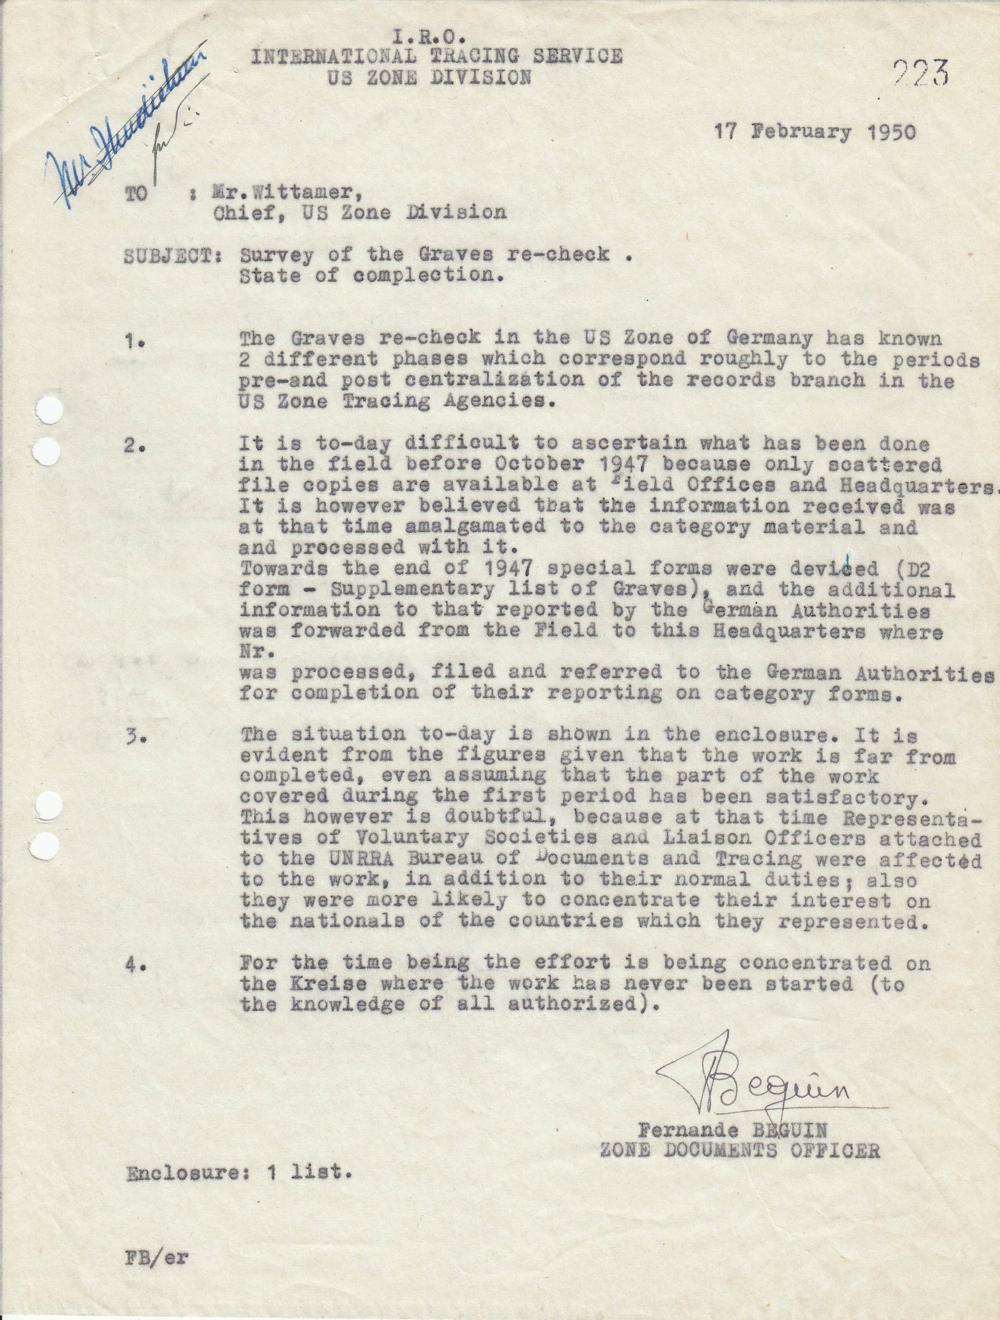 I.R.O.
INTERNATIONAL TRACING SERVICE
US ZONE DIVISION
223
17 February 1950
Mr.
TO : Mr.Wittamer,
Chief, US Zone Division
SUBJECT: Survey of the Graves re-check .
State of complection.
1. The Graves re-check in the US Zone of Germany has known
2 different phases which correspond roughly to the periods
pre-and post centralization of the records branch in the
US Zone Tracing Agencies.
2. It is to-day difficult to ascertain what has been done
in the field before October 1947 because only scattered
file copies are available at Field Offices and Headquarters.
It is however believed that the information received was
at that time amalgamated to the category material and
and processed with it.
Towards the end of 1947 special forms were devided (D2
form - Supplementary list of Graves), and the additional
information to that reported by the German Authorities
was forwarded from the Field to this Headquarters where
Nr.
was processed, filed and referred to the German Authorities
for completion of their reporting on category forms.
3. The situation to-day is shown in the enclosure. It is
evident from the figures given that the work is far from
completed, even assuming that the part of the work
covered during the first period has been satisfactory.
This however is doubtful, because at that time Representa-
tives of Voluntary Societies and Liaison Officers attached
to the UNRRA Bureau of Documents and Tracing were affected
to the work, in addition to their normal duties; also
they were more likely to concentrate their interest on
the nationals of the countries which they represented.
4. For the time being the effort is being concentrated on
the Kreise where the work has never been started (to
the knowledge of all authorized).
FBeguin
Fernande BEGUIN
ZONE DOCUMENTS OFFICER
Enclosure: 1 list.
FB/er